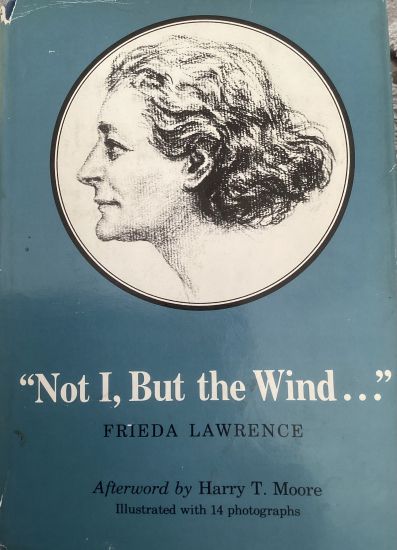 “Not I, But the Wind...”
FRIEDA LAWRENCE
Afterword by Harry T. Moore
Illustrated with 14 photographs